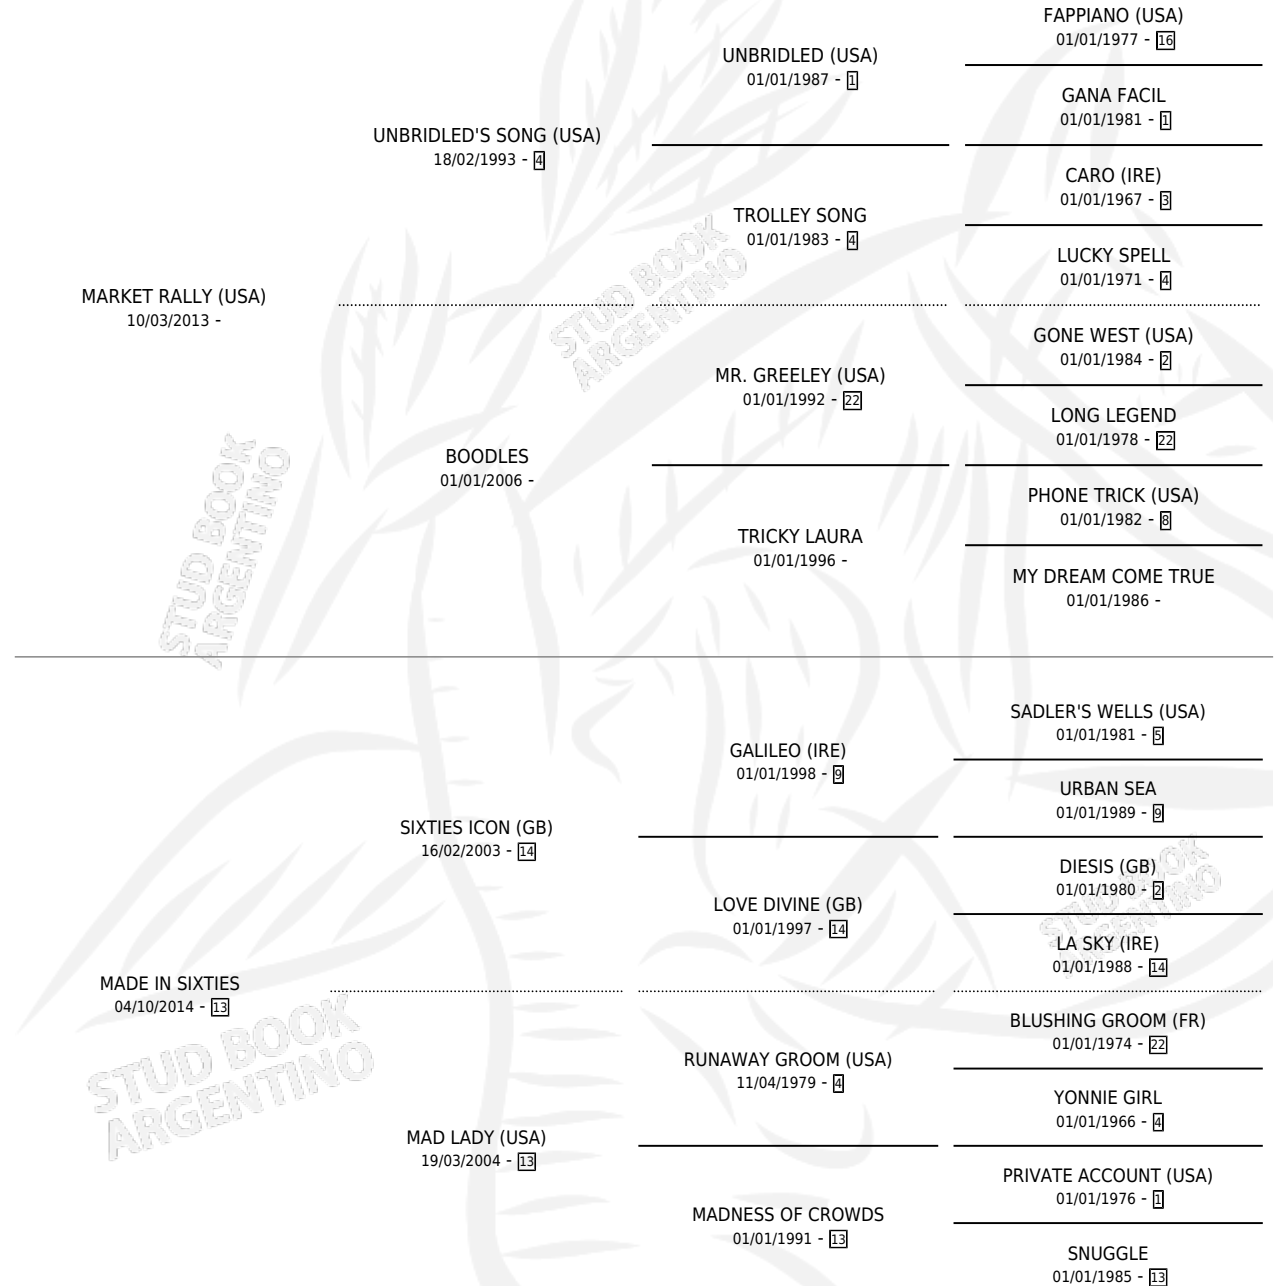 FAPPIANO (USA)
01/01/1977 - 16
UNBRIDLED (USA)
01/01/1987 - 1
GANA FACIL
01/01/1981 - 1
UNBRIDLED'S SONG (USA)
18/02/1993 - 4
CARO (IRE)
01/01/1967 - 3
TROLLEY SONG
01/01/1983 - 4
LUCKY SPELL
01/01/1971 - 4
MARKET RALLY (USA)
10/03/2013 -
GONE WEST (USA)
01/01/1984 - 2
MR. GREELEY (USA)
01/01/1992 - 22
LONG LEGEND
01/01/1978 - 22
BOODLES
01/01/2006 -
PHONE TRICK (USA)
01/01/1982 - 8
TRICKY LAURA
01/01/1996 -
MY DREAM COME TRUE
01/01/1986 -
STUD BOOK
ARGENTINO
STUD BOOK
ARGENTINO
SADLER'S WELLS (USA)
01/01/1981 - 5
GALILEO (IRE)
01/01/1998 - 9
URBAN SEA
01/01/1989 - 9
SIXTIES ICON (GB)
16/02/2003 - 14
DIESIS (GB)
01/01/1980 - 2
LOVE DIVINE (GB)
01/01/1997 - 14
LA SKY (IRE)
01/01/1988 - 14
STUD BOOK
ARGENTINO
MADE IN SIXTIES
04/10/2014 - 13
BLUSHING GROOM (FR)
01/01/1974 - 22
RUNAWAY GROOM (USA)
11/04/1979 - 4
YONNIE GIRL
01/01/1966 - 4
STUD BOOK
ARGENTINO
MAD LADY (USA)
19/03/2004 - 13
PRIVATE ACCOUNT (USA)
01/01/1976 - 1
MADNESS OF CROWDS
01/01/1991 - 13
SNUGGLE
01/01/1985 - 13